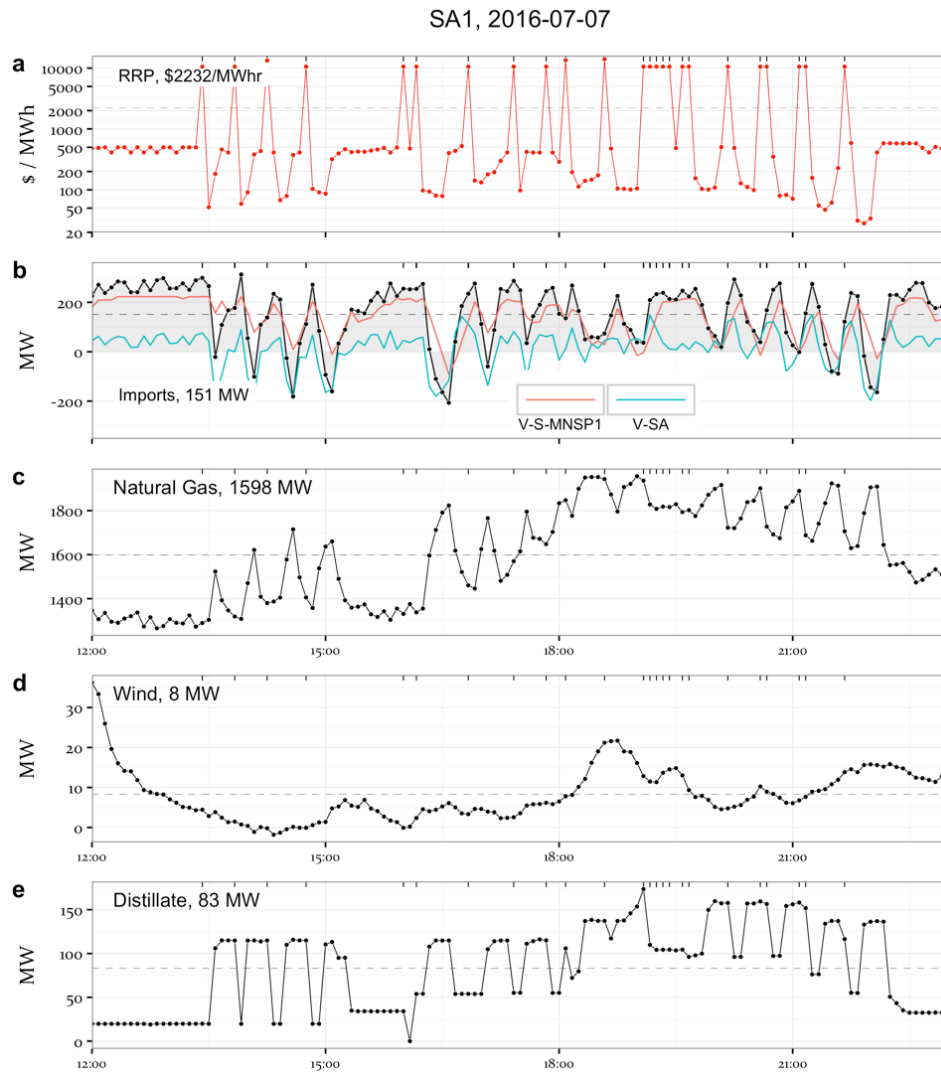 SA1, 2016-07-07
a
RRP, $2232/MWhr
$ / MWh
10000
5000
2000
1000
500
200
100
50
20
b
MW
200
0
-200
Imports, 151 MW
V-S-MNSP1
V-SA
c
Natural Gas, 1598 MW
MW
1800
1600
1400
12:00
15:00
18:00
21:00
d
Wind, 8 MW
MW
30
20
10
0
12:00
15:00
18:00
21:00
e
Distillate, 83 MW
MW
150
100
50
0
12:00
15:00
18:00
21:00